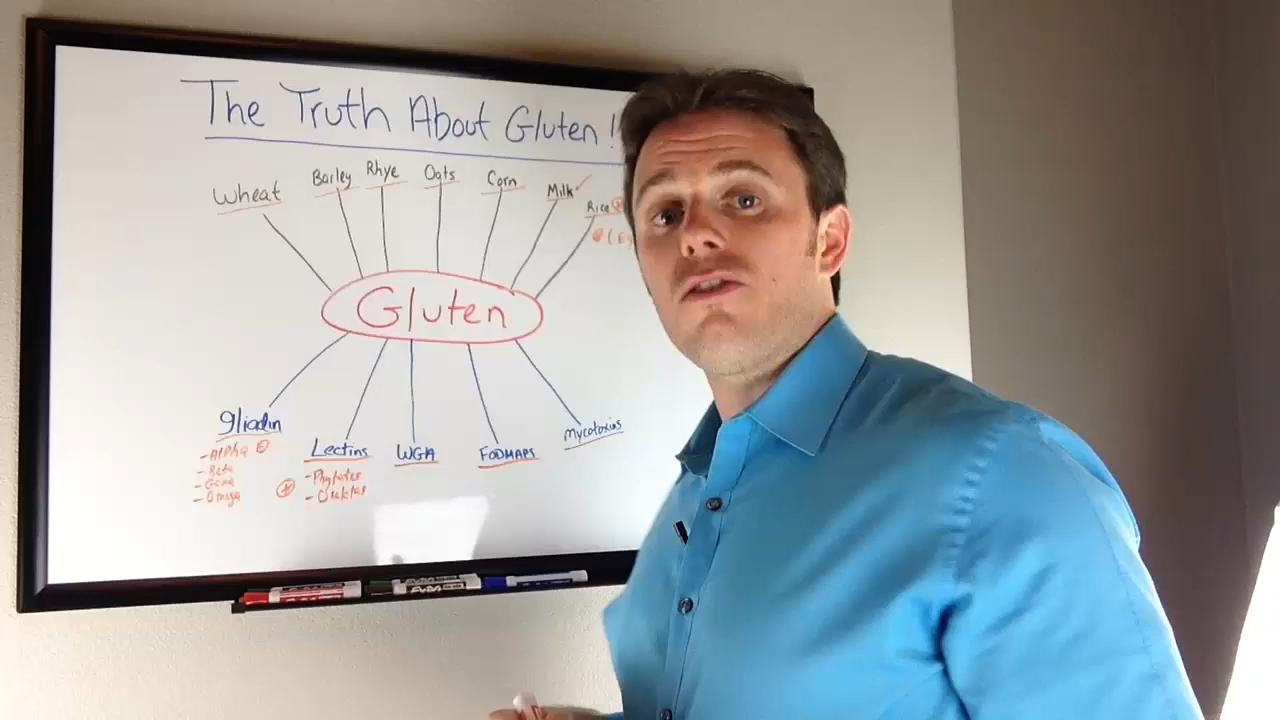 The Truth About Gluten!
Wheat
Barley
Rhye
Oats
Corn
Milk ✓
Rice
Gluten
gliadin
- Alpha
- Beta
- Gama
- Omega
Lectins
- Phytates
WGA
FODMAPS
Mycotoxins
EXPO